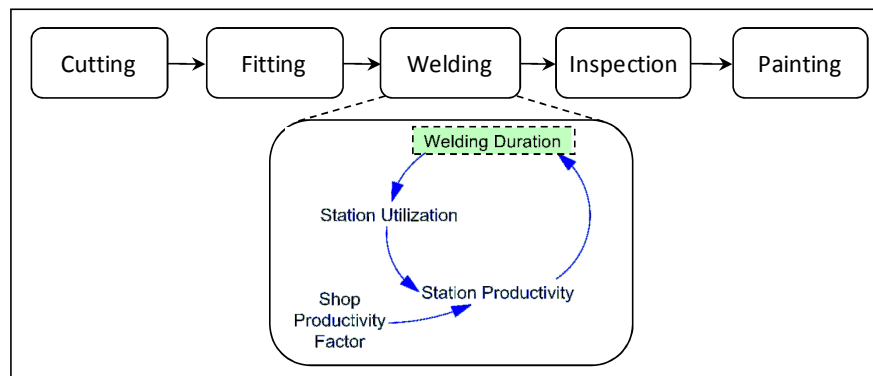 Cutting
Fitting
Welding
Inspection
Painting
Welding Duration
Station Utilization
Station Productivity
Shop
Productivity
Factor